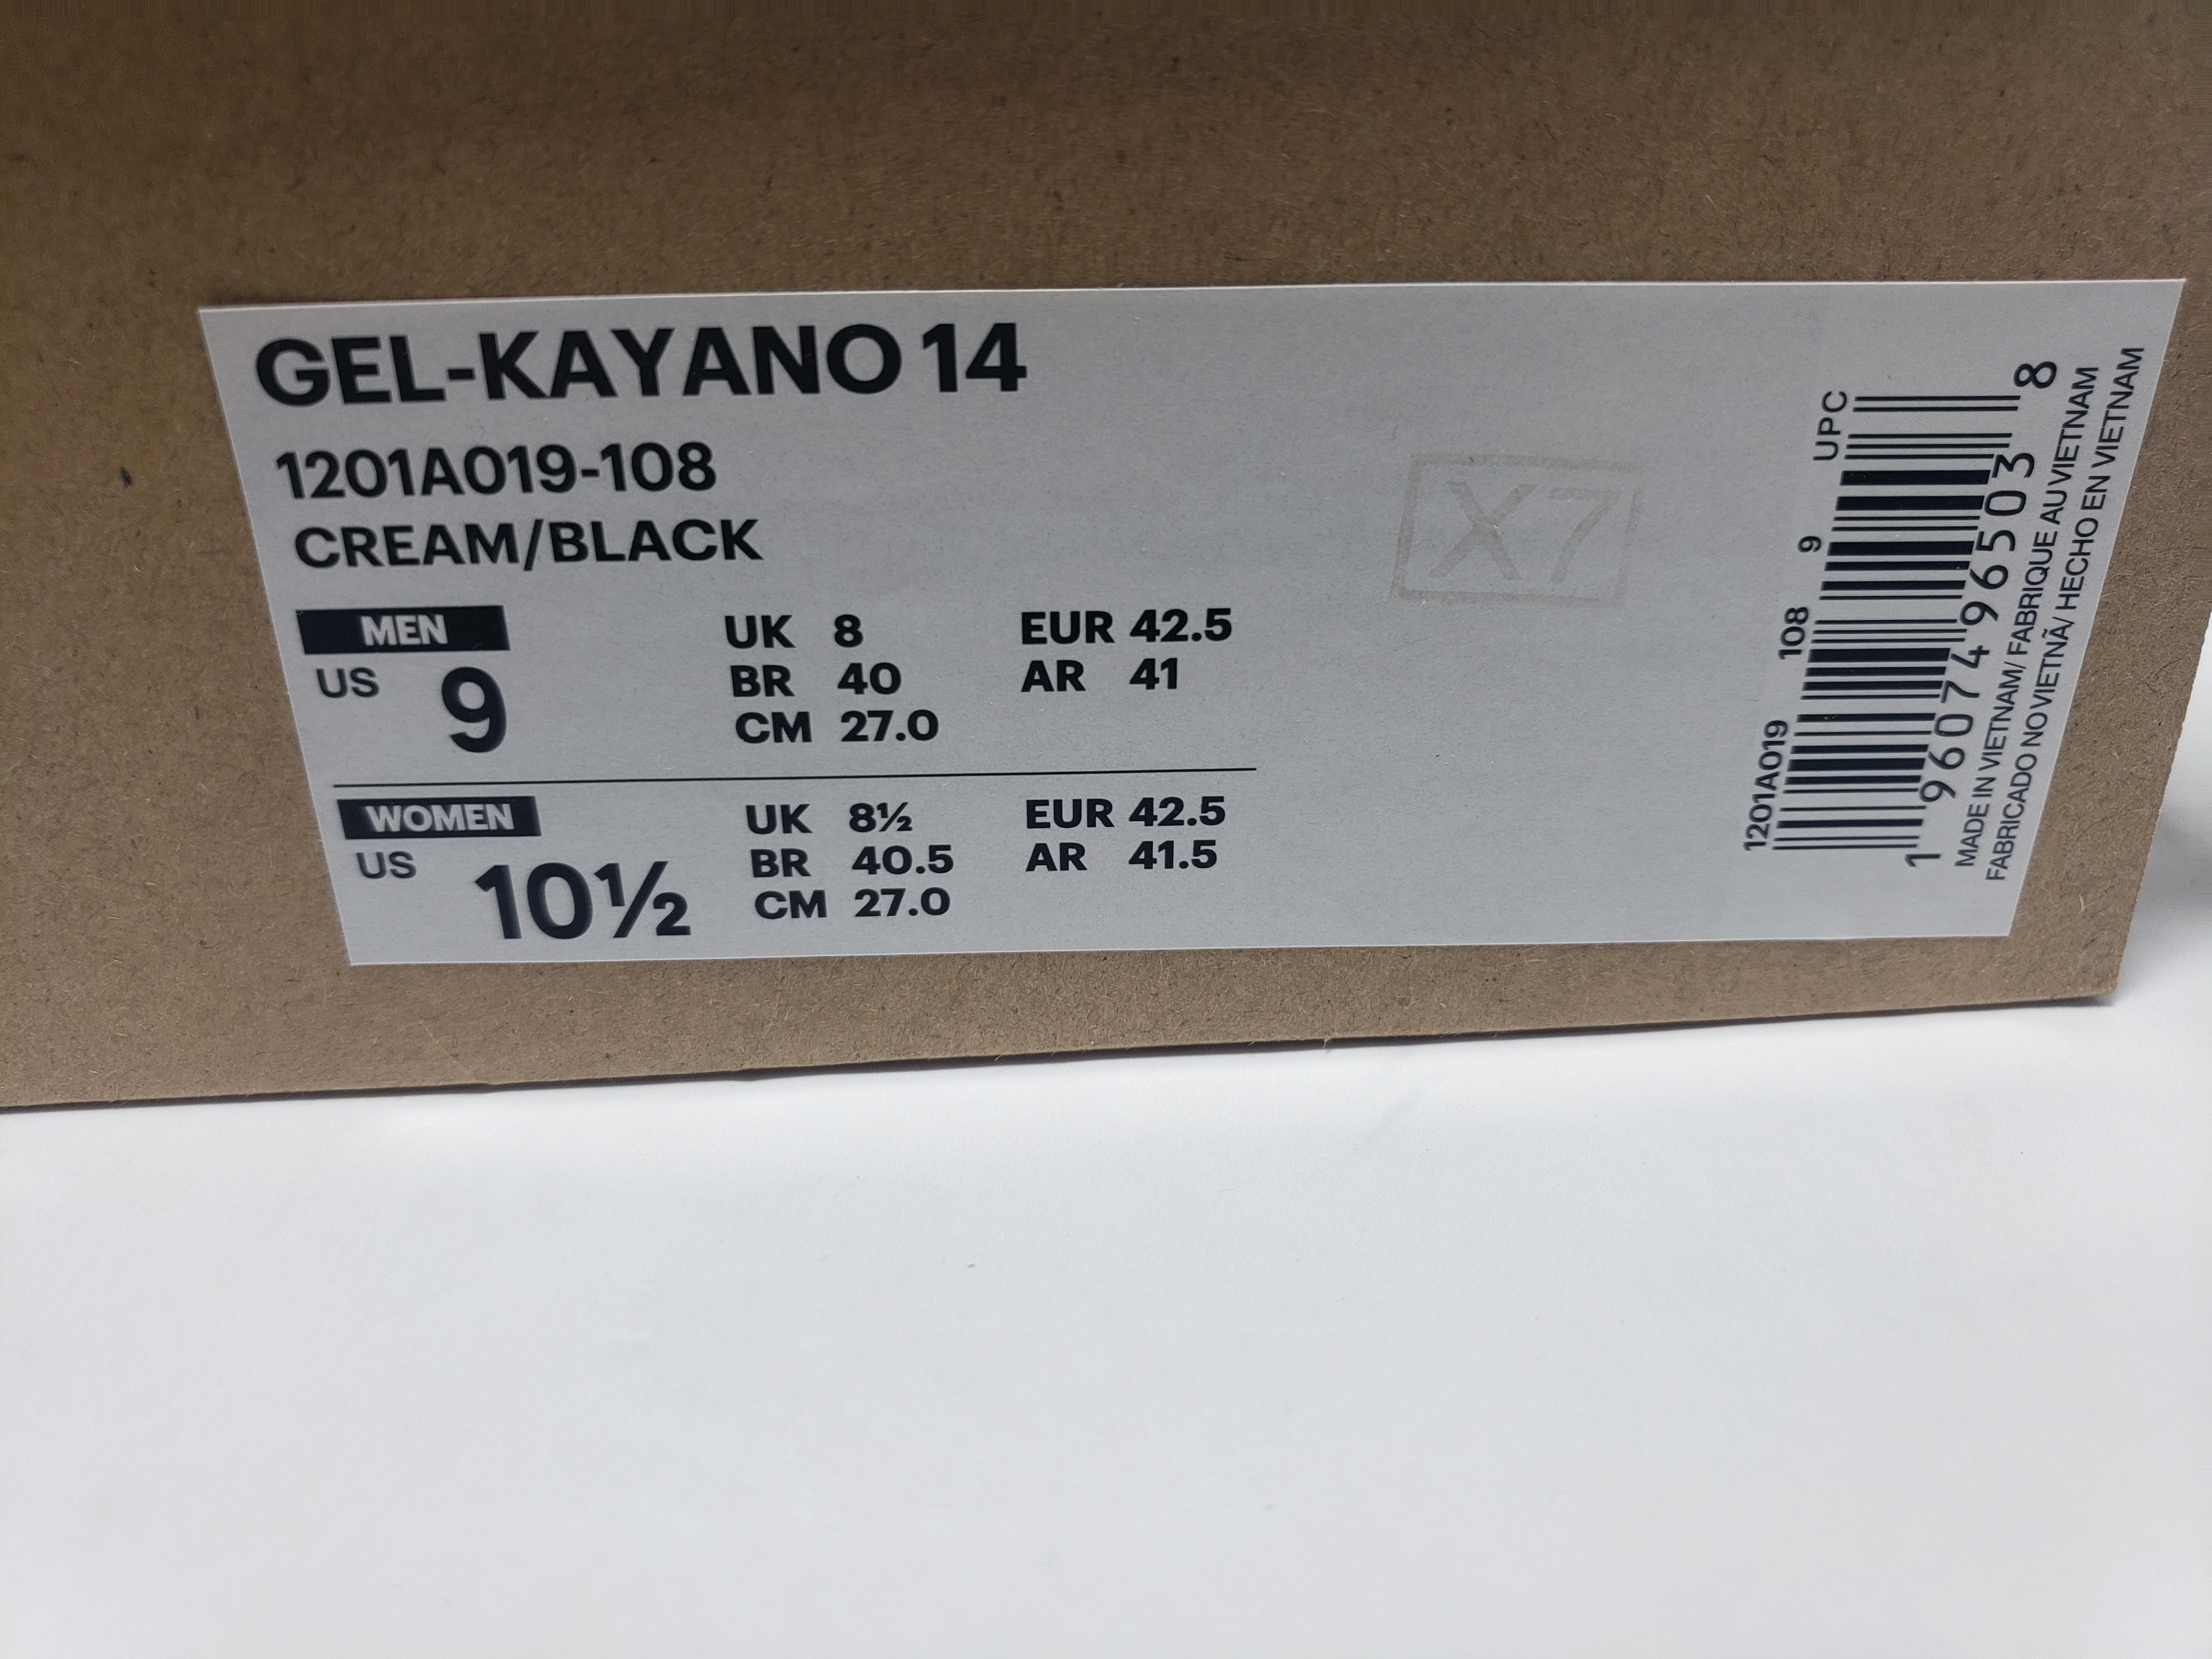 GEL-KAYANO 14
1201A019-108
CREAM/BLACK
MEN
US 9
UK 8
BR 40
CM 27.0
EUR 42.5
AR 41
WOMEN
US 10½
UK 8½
BR 40.5
CM 27.0
EUR 42.5
AR 41.5
X7
1201A019 108 9 UPC
1 96074 96503 8
MADE IN VIETNAM/ FABRIQUE AU VIETNAM
FABRICADO NO VIETNÃ/ HECHO EN VIETNAM